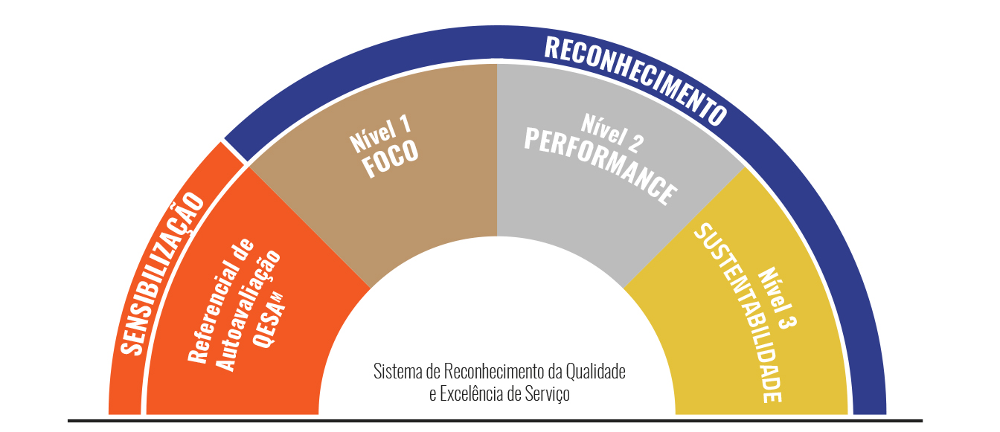 SENSIBILIZAÇÃO
RECONHECIMENTO
Referencial de
Autoavaliação
QESAᴹ
Nível 1
FOCO
Nível 2
PERFORMANCE
Nível 3
SUSTENTABILIDADE
Sistema de Reconhecimento da Qualidade
e Excelência de Serviço